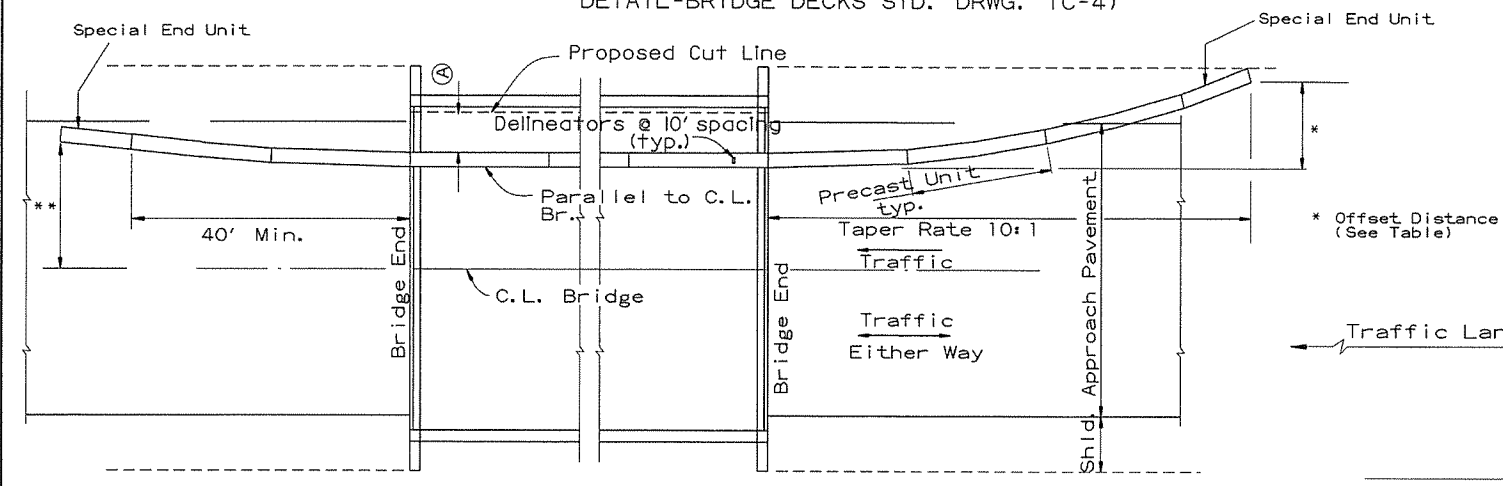 DETAIL-BRIDGE DECKS STD. DRWG. TC-4)
Special End Unit
Special End Unit
Proposed Cut Line
A
Delineators @ 10' spacing
(typ.)
*
**
Parallel to C.L.
Br.
Precast Unit
typ.
40' Min.
Taper Rate 10:1
* Offset Distance
(See Table)
Traffic
C.L. Bridge
Bridge End
Bridge End
Traffic
Either Way
Approach Pavement
Shld.
Traffic Lan